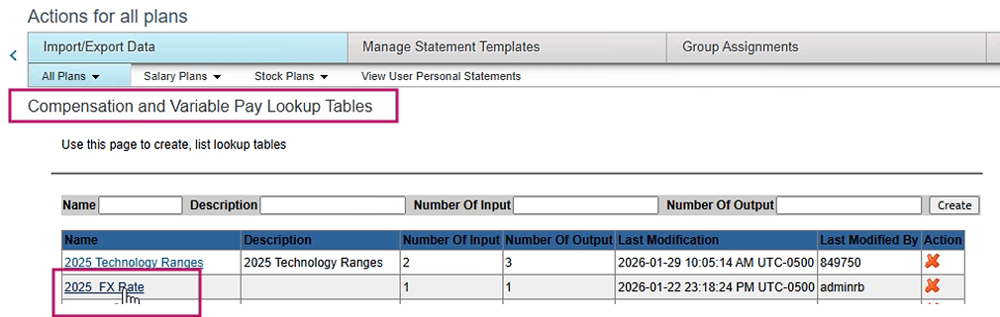 Actions for all plans
Import/Export Data Manage Statement Templates Group Assignments
All Plans Salary Plans Stock Plans View User Personal Statements
Compensation and Variable Pay Lookup Tables
Use this page to create, list lookup tables
Name Description Number Of Input Number Of Output Create
Name Description Number Of Input Number Of Output Last Modification Last Modified By Action
2025 Technology Ranges 2025 Technology Ranges 2 3 2026-01-29 10:05:14 AM UTC-0500 849750
2025_FX Rate 1 1 2026-01-22 23:18:24 PM UTC-0500 adminrb